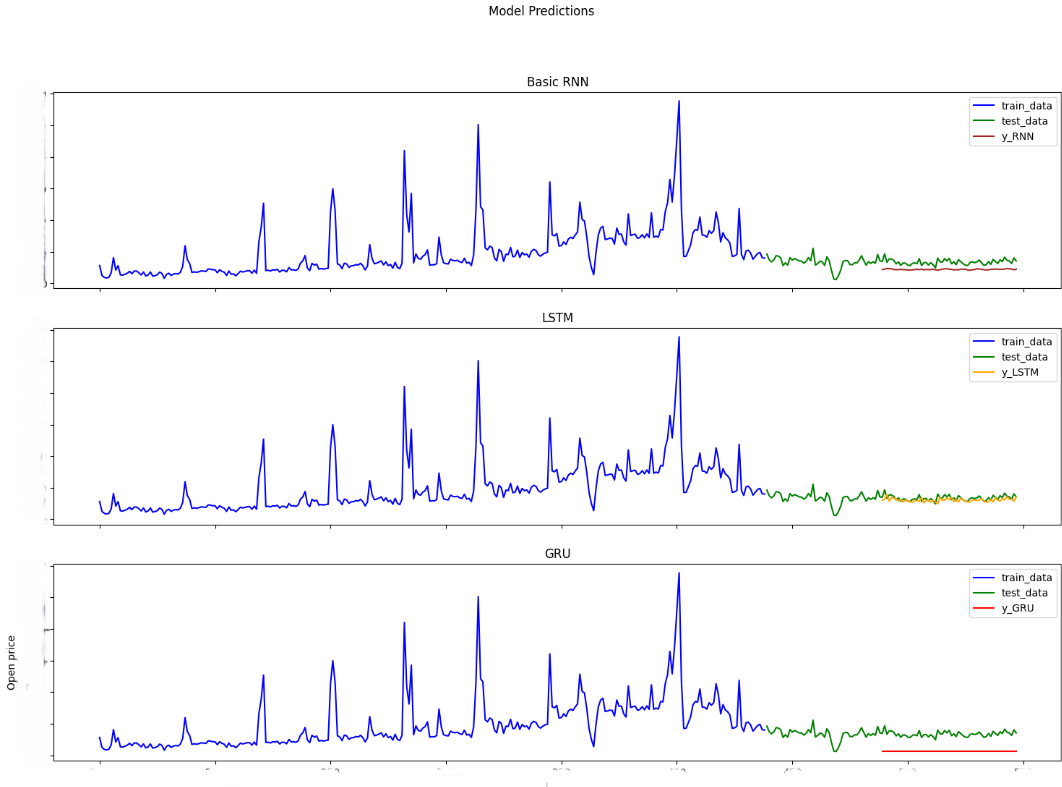 Model Predictions
Basic RNN
train_data
test_data
y_RNN
LSTM
train_data
test_data
y_LSTM
GRU
train_data
test_data
y_GRU
Open price